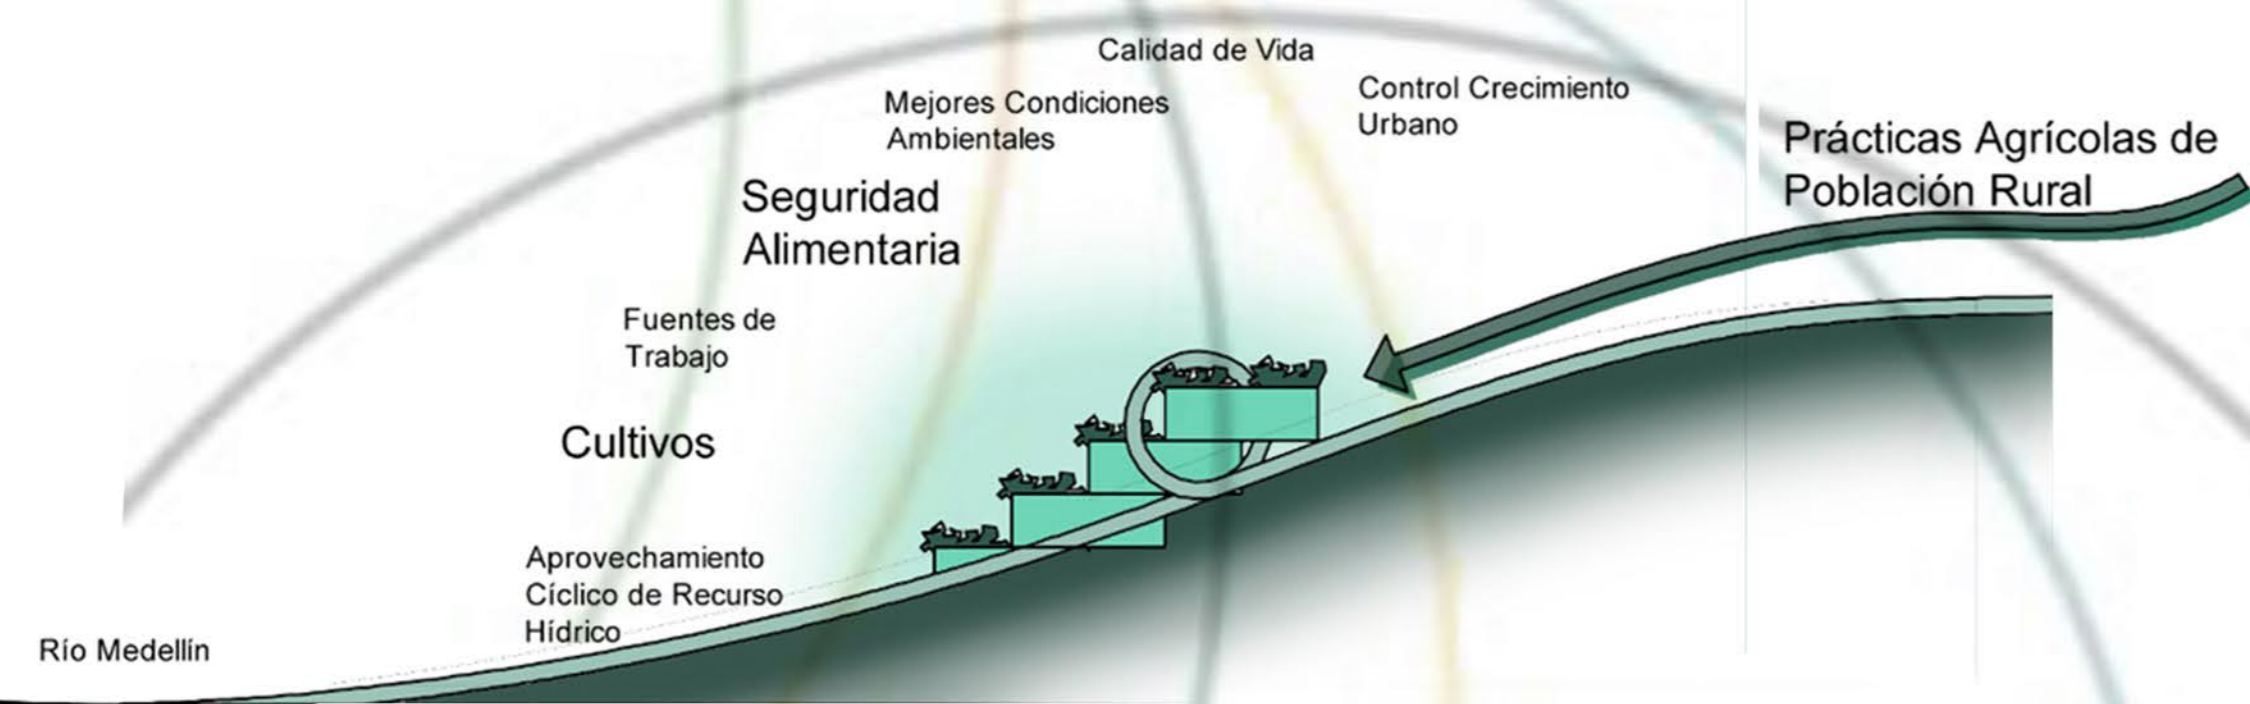 Calidad de Vida
Mejores Condiciones
Ambientales
Control Crecimiento
Urbano
Prácticas Agrícolas de
Población Rural
Seguridad
Alimentaria
Fuentes de
Trabajo
Cultivos
Aprovechamiento
Cíclico de Recurso
Hídrico
Río Medellín